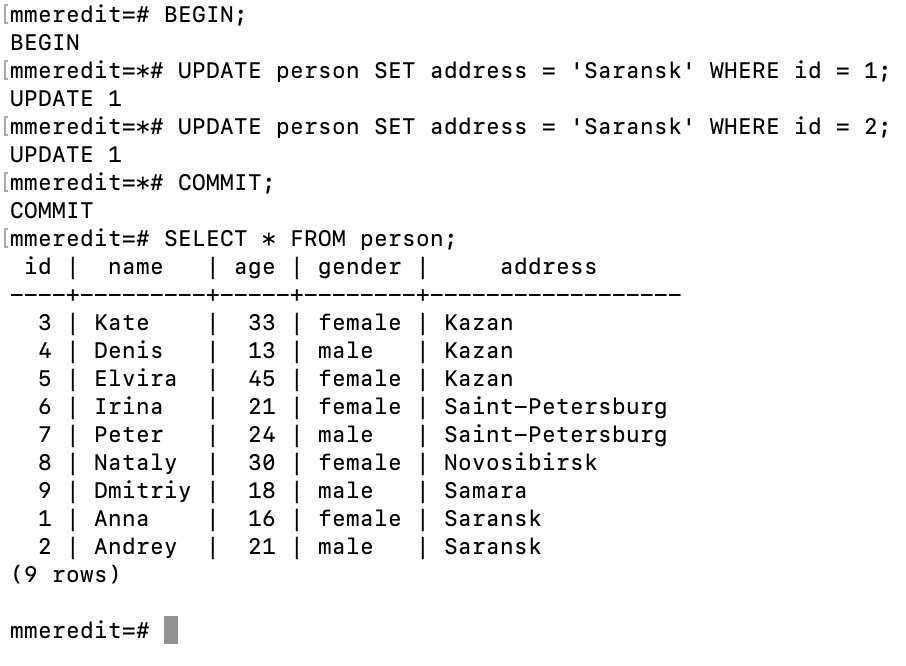 [mmeredit=# BEGIN;
BEGIN
[mmeredit=*# UPDATE person SET address = 'Saransk' WHERE id = 1;
UPDATE 1
[mmeredit=*# UPDATE person SET address = 'Saransk' WHERE id = 2;
UPDATE 1
[mmeredit=*# COMMIT;
COMMIT
[mmeredit=# SELECT * FROM person;
 id |  name   | age | gender |     address
----+---------+-----+--------+------------------
  3 | Kate    |  33 | female | Kazan
  4 | Denis   |  13 | male   | Kazan
  5 | Elvira  |  45 | female | Kazan
  6 | Irina   |  21 | female | Saint-Petersburg
  7 | Peter   |  24 | male   | Saint-Petersburg
  8 | Nataly  |  30 | female | Novosibirsk
  9 | Dmitriy |  18 | male   | Samara
  1 | Anna    |  16 | female | Saransk
  2 | Andrey  |  21 | male   | Saransk
(9 rows)
mmeredit=#